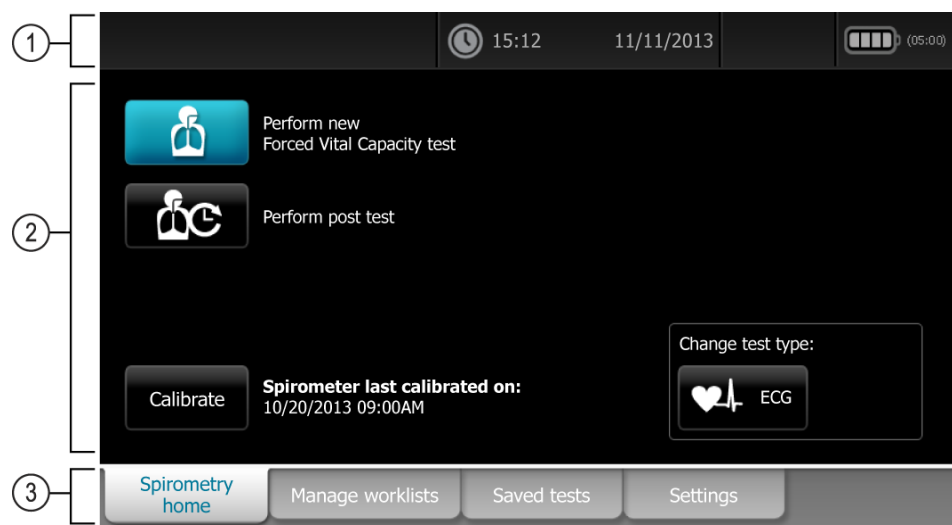 1
15:12
11/11/2013
(05:00)
2
Perform new
Forced Vital Capacity test
Perform post test
Change test type:
Calibrate
Spirometer last calibrated on:
10/20/2013 09:00AM
ECG
3
Spirometry
home
Manage worklists
Saved tests
Settings